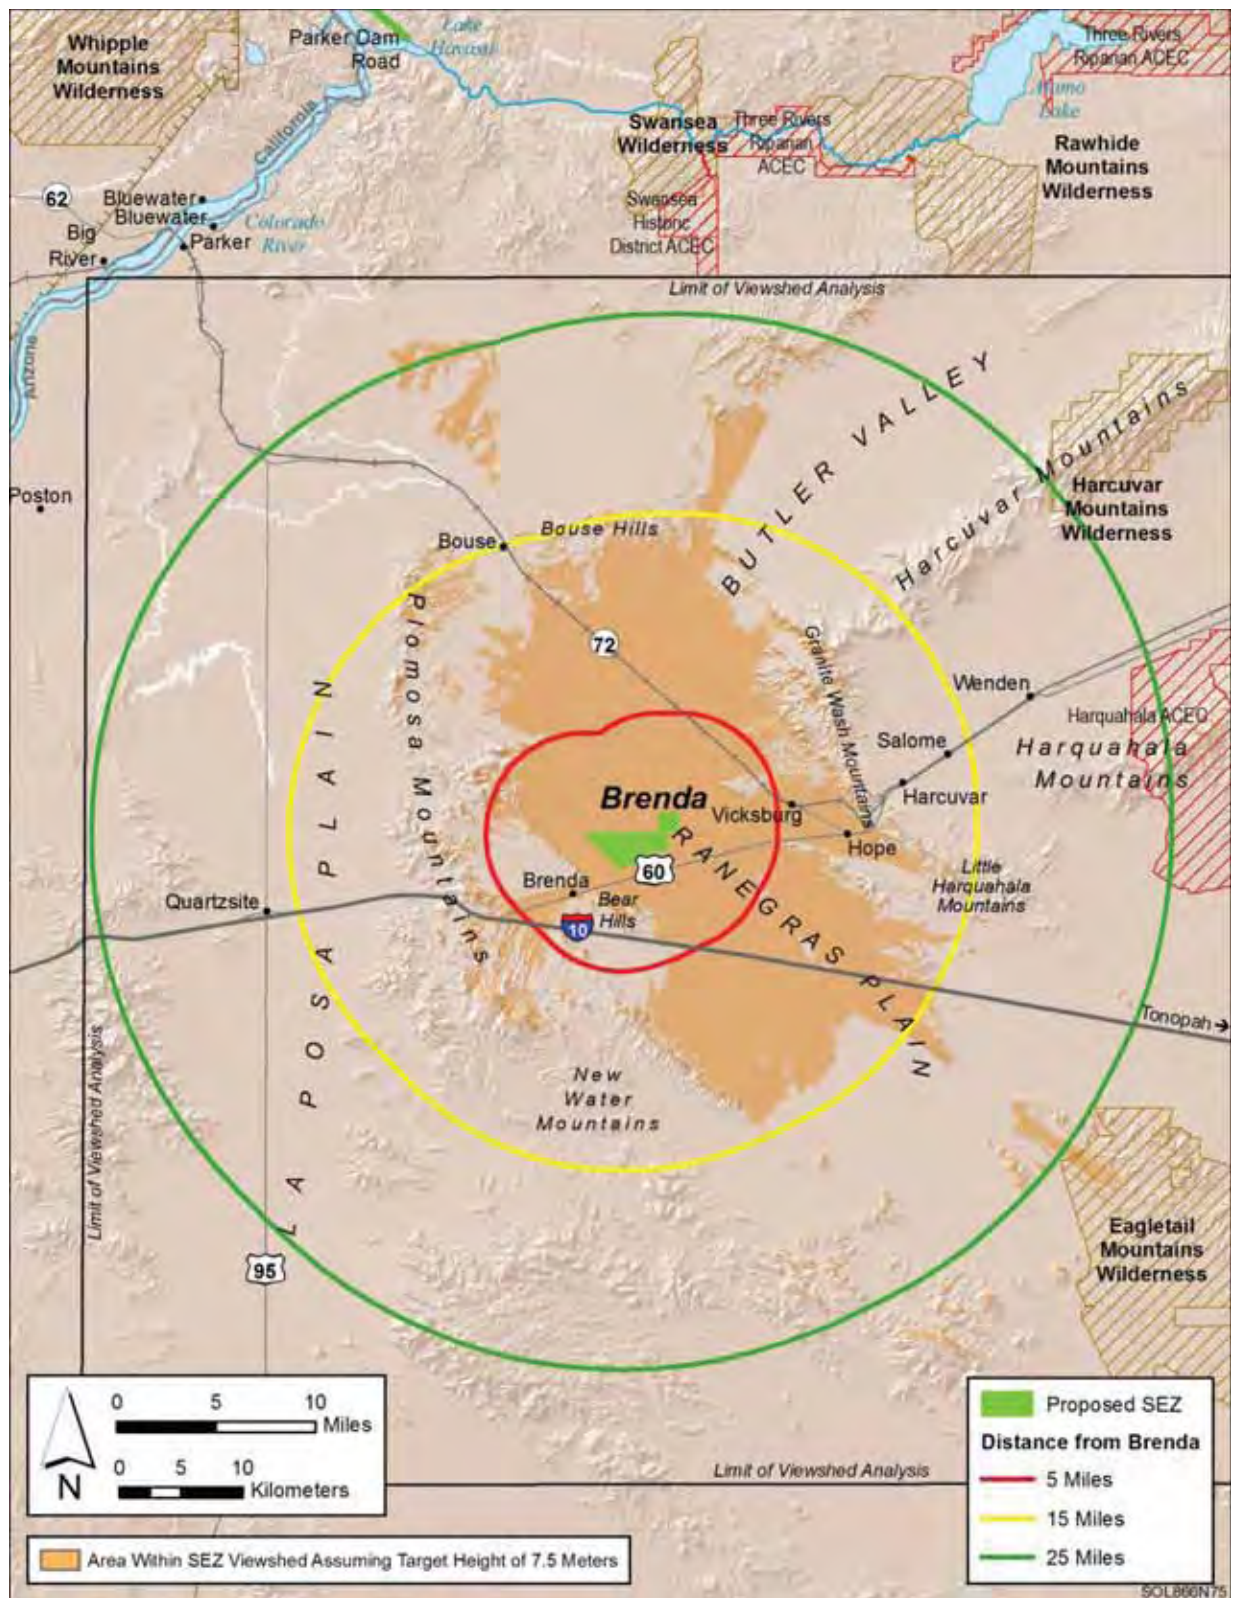 Whipple
Mountains
Wilderness
Parker Dam
Road
Lake
Havasu
Three Rivers
Riparian ACEC
Alamo
Lake
Swansea
Wilderness
Three Rivers
Riparian
ACEC
Rawhide
Mountains
Wilderness
California
62
Bluewater
Bluewater
Colorado
River
Big
River
Parker
Swansea
Historic
District ACEC
Limit of Viewshed Analysis
Arizona
BUTLER VALLEY
Harcuvar Mountains
Harcuvar
Mountains
Wilderness
Poston
Bouse
Bouse Hills
Plomosa Mountains
72
Granite Wash Mountains
Wenden
Harquahala ACEC
Harquahala
Mountains
Salome
Harcuvar
LA POSA PLAIN
Brenda
Vicksburg
Hope
RANEGRAS PLAIN
60
Little
Harquahala
Mountains
Brenda
Bear
Hills
Quartzsite
10
Tonopah
Limit of Viewshed Analysis
New
Water
Mountains
Eagletail
Mountains
Wilderness
95
0 5 10
Miles
0 5 10
Kilometers
N
Limit of Viewshed Analysis
Proposed SEZ
Distance from Brenda
5 Miles
15 Miles
25 Miles
Area Within SEZ Viewshed Assuming Target Height of 7.5 Meters
SOL866N75